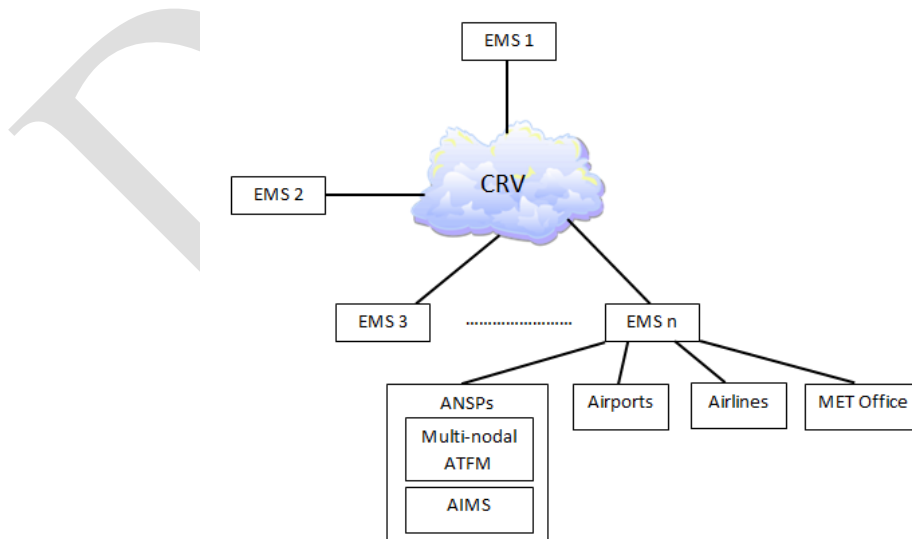 EMS 1
CRV
EMS 2
EMS 3
........................
EMS n
ANSPs
Airports
Airlines
MET Office
Multi-nodal
ATFM
AIMS